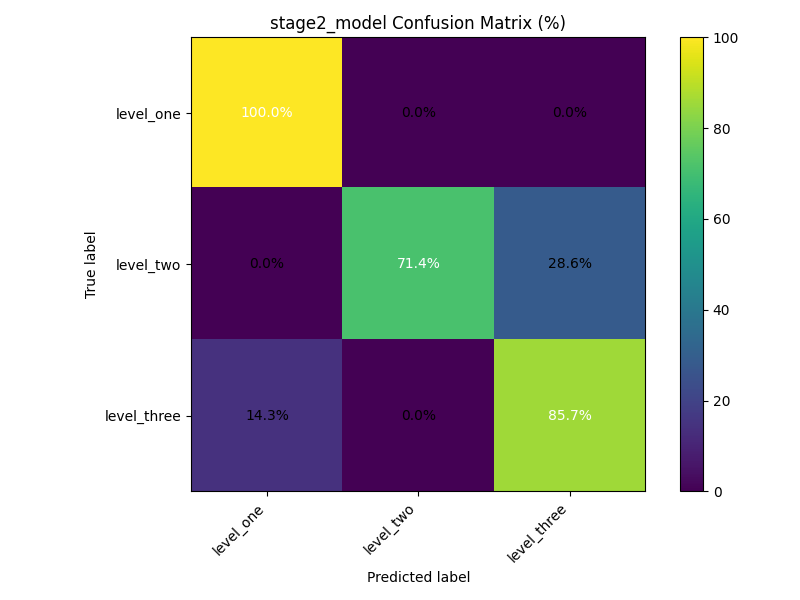 stage2_model Confusion Matrix (%)
True label
level_one
100.0% 0.0% 0.0%
level_two
0.0% 71.4% 28.6%
level_three
14.3% 0.0% 85.7%
level_one level_two level_three
Predicted label
100
80
60
40
20
0